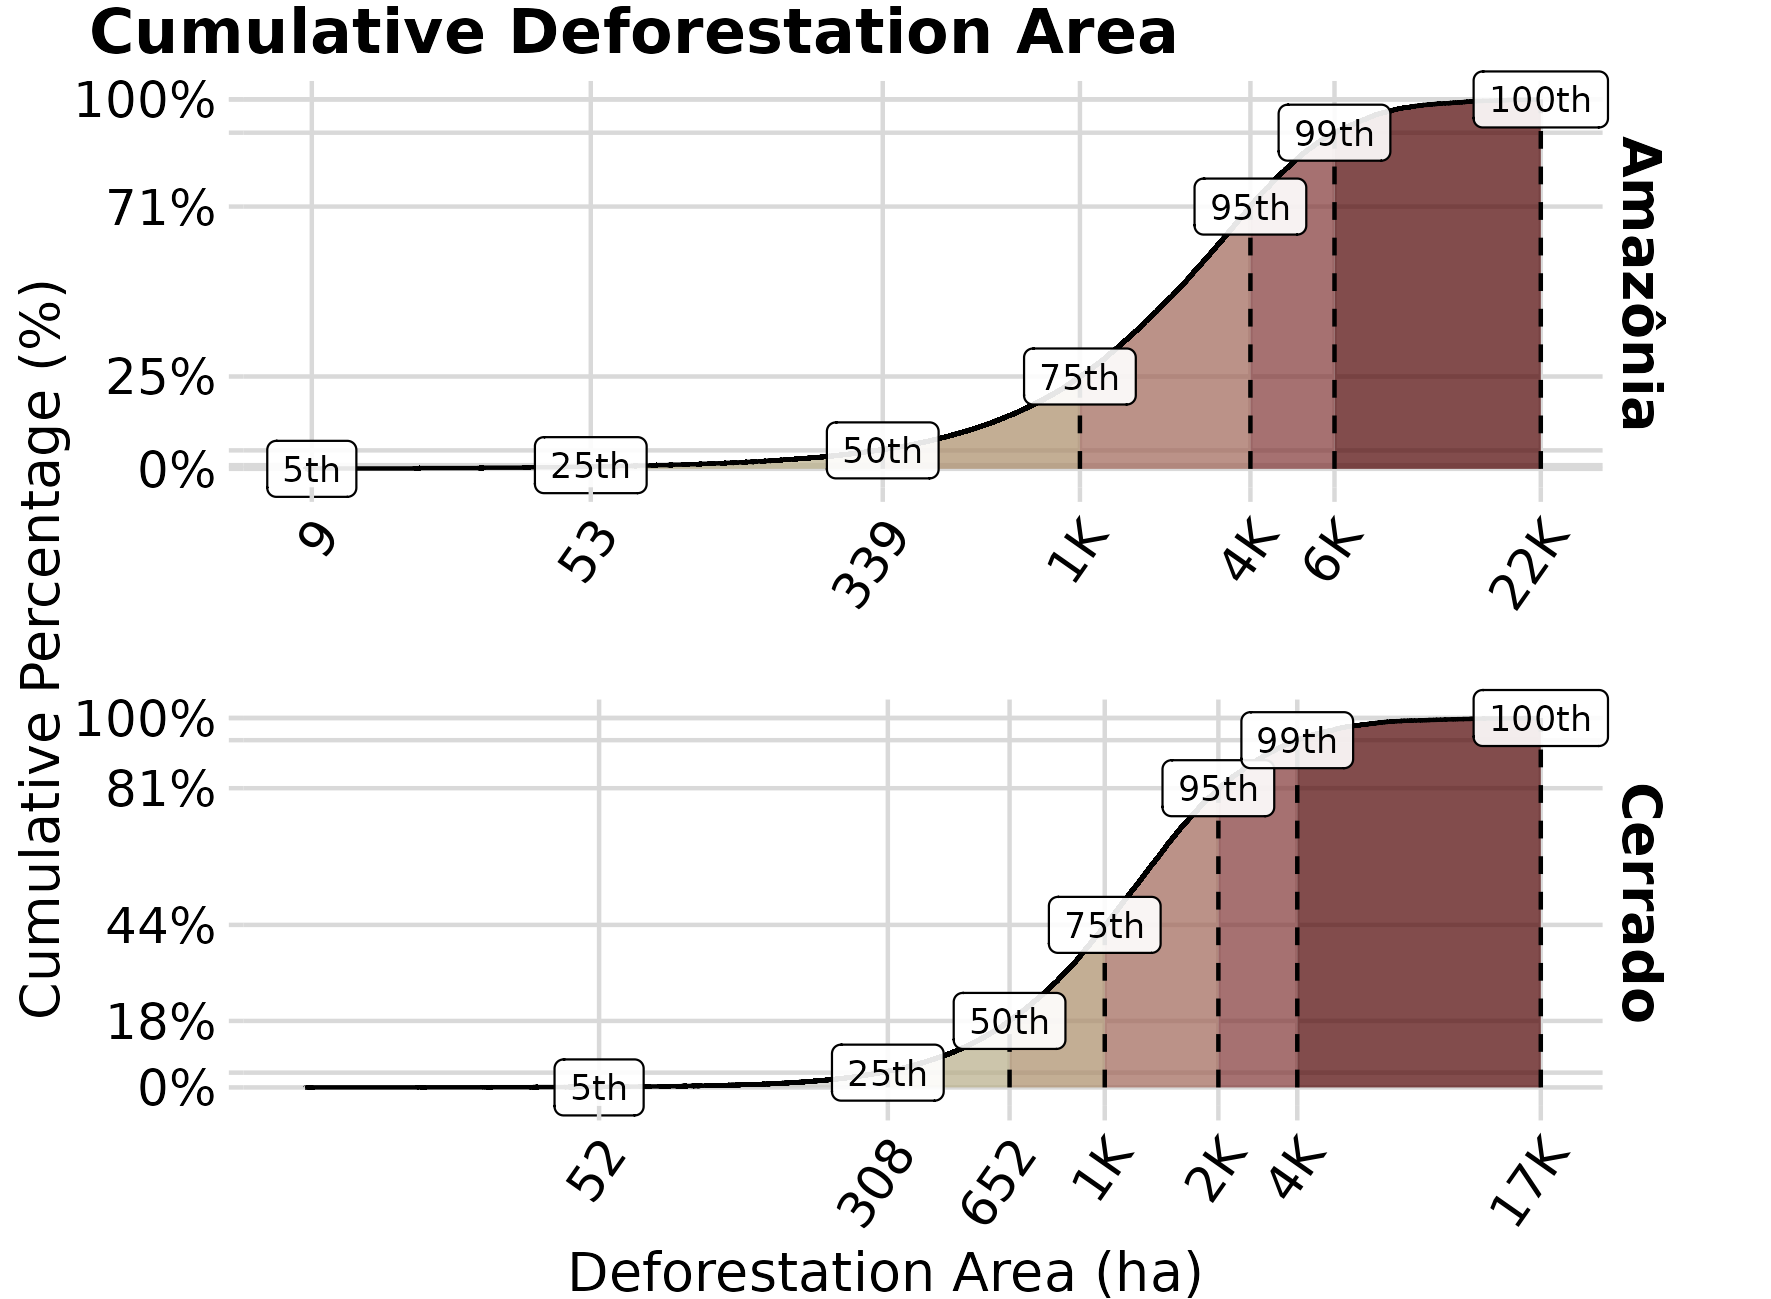 Cumulative Deforestation Area
Cumulative Percentage (%)
100%
71%
25%
0%
5th
25th
50th
75th
95th
99th
100th
9
53
339
1K
4K
6K
22K
Amazônia
100%
81%
44%
18%
0%
5th
25th
50th
75th
95th
99th
100th
52
308
652
1K
2K
4K
17K
Cerrado
Deforestation Area (ha)